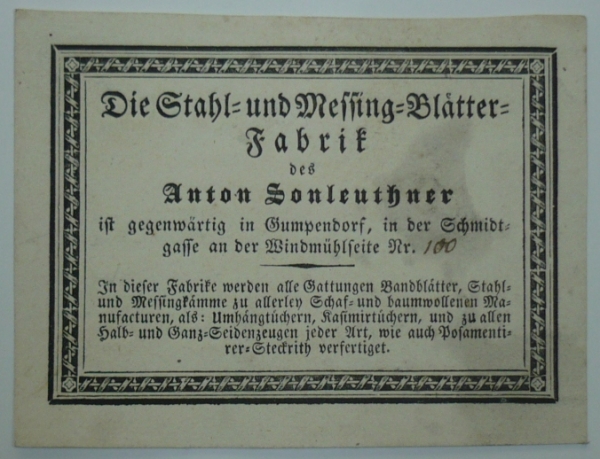 Die Stahl- und Messing-Blätter-
Fabrik
des
Anton Sonleuthner
ist gegenwärtig in Gumpendorf, in der Schmidt-
gasse an der Windmühlseite Nr. 100
In dieser Fabrike werden alle Gattungen Bandblätter, Stahl-
und Messingkämme zu allerley Schaf- und baumwollenen Ma-
nufacturen, als: Umhängtüchern, Kasimirtüchern, und zu allen
Halb- und Ganz-Seidenzeugen jeder Art, wie auch Posamenti-
rer-Steckrith verfertiget.